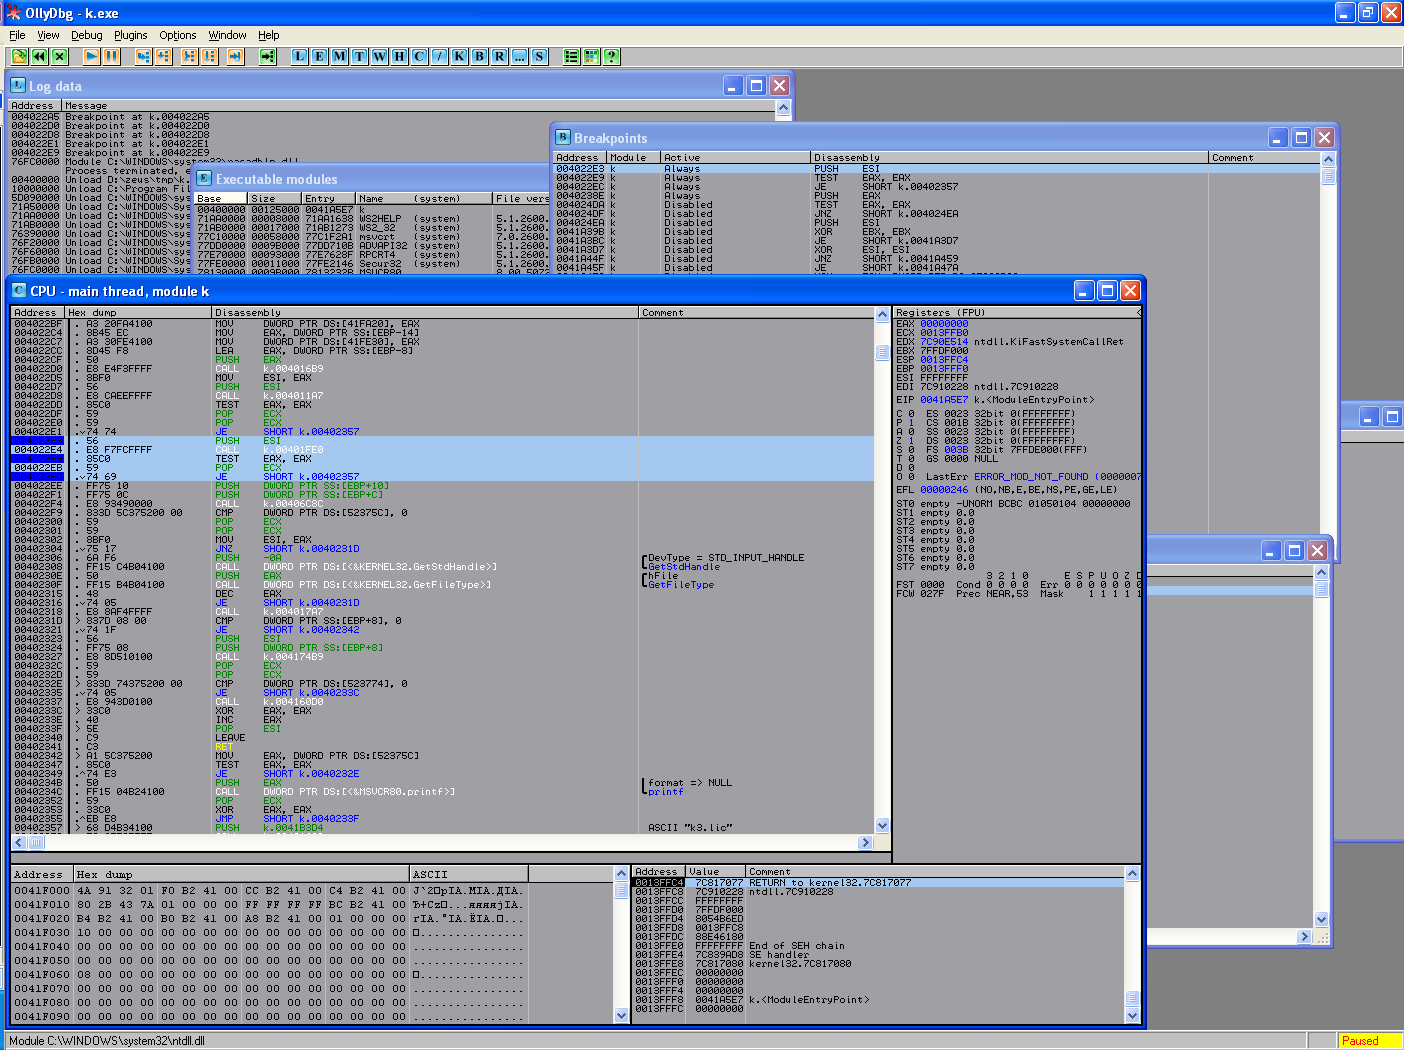 OllyDbg - k.exe
File View Debug Plugins Options Window Help
L E M T W H C / K B R ... S ?
Log data
Address Message
004022A5 Breakpoint at k.004022A5
004022D0 Breakpoint at k.004022D0
004022D8 Breakpoint at k.004022D8
004022E1 Breakpoint at k.004022E1
004022E9 Breakpoint at k.004022E9
76FC0000 Module C:\WINDOWS\system32\rasadhlp.dll
Process terminated, e
00400000 Unload D:\zeus\tmp\k.
10000000 Unload C:\Program Fil
5D090000 Unload C:\WINDOWS\sys
71A50000 Unload C:\WINDOWS\sys
71AA0000 Unload C:\WINDOWS\sys
71AB0000 Unload C:\WINDOWS\sys
76390000 Unload C:\WINDOWS\sys
76F20000 Unload C:\WINDOWS\sys
76F60000 Unload C:\WINDOWS\sys
76FB0000 Unload C:\WINDOWS\sys
76FC0000 Unload C:\WINDOWS\sys
Executable modules
Base Size Entry Name (system) File vers
00400000 00125000 0041A5E7 k
71AA0000 00008000 71AA1638 WS2HELP (system) 5.1.2600.
71AB0000 00017000 71AB1273 WS2_32 (system) 5.1.2600.
77C10000 00058000 77C1F2A1 msvcrt (system) 7.0.2600.
77DD0000 0009B000 77DD710B ADVAPI32 (system) 5.1.2600.
77E70000 00093000 77E7628F RPCRT4 (system) 5.1.2600.
77FE0000 00011000 77FE2146 Secur32 (system) 5.1.2600.
78130000 0009B000 7813232B MSVCR80 8.00.5072
Breakpoints
Address Module Active Disassembly Comment
004022E3 k Always PUSH ESI
004022E9 k Always TEST EAX, EAX
004022EC k Always JE SHORT k.00402357
0040238E k Always PUSH EAX
004024DA k Disabled TEST EAX, EAX
004024DF k Disabled JNZ SHORT k.004024EA
004024EA k Disabled PUSH ESI
0041A39B k Disabled XOR EBX, EBX
0041A3BC k Disabled JE SHORT k.0041A3D7
0041A3D7 k Disabled XOR ESI, ESI
0041A44F k Disabled JNZ SHORT k.0041A459
0041A45F k Disabled JE SHORT k.0041A47A
CPU - main thread, module k
Address Hex dump Disassembly Comment
004022BF . A3 20FA4100 MOV DWORD PTR DS:[41FA20], EAX
004022C4 . 8B45 EC MOV EAX, DWORD PTR SS:[EBP-14]
004022C7 . A3 30FE4100 MOV DWORD PTR DS:[41FE30], EAX
004022CC . 8D45 F8 LEA EAX, DWORD PTR SS:[EBP-8]
004022CF . 50 PUSH EAX
004022D0 . E8 E4F3FFFF CALL k.004016B9
004022D5 . 8BF0 MOV ESI, EAX
004022D7 . 56 PUSH ESI
004022D8 . E8 CAEEFFFF CALL k.004011A7
004022DD . 85C0 TEST EAX, EAX
004022DF . 59 POP ECX
004022E0 . 59 POP ECX
004022E1 .v74 74 JE SHORT k.00402357
. 56 PUSH ESI
004022E4 . E8 F7FCFFFF CALL k.00401FE0
. 85C0 TEST EAX, EAX
004022EB . 59 POP ECX
.v74 69 JE SHORT k.00402357
004022EE . FF75 10 PUSH DWORD PTR SS:[EBP+10]
004022F1 . FF75 0C PUSH DWORD PTR SS:[EBP+C]
004022F4 . E8 93490000 CALL k.00406C8C
004022F9 . 833D 5C375200 00 CMP DWORD PTR DS:[52375C], 0
00402300 . 59 POP ECX
00402301 . 59 POP ECX
00402302 . 8BF0 MOV ESI, EAX
00402304 .v75 17 JNZ SHORT k.0040231D
00402306 . 6A F6 PUSH -0A DevType = STD_INPUT_HANDLE
00402308 . FF15 C4B04100 CALL DWORD PTR DS:[<&KERNEL32.GetStdHandle>] GetStdHandle
0040230E . 50 PUSH EAX hFile
0040230F . FF15 B4B04100 CALL DWORD PTR DS:[<&KERNEL32.GetFileType>] GetFileType
00402315 . 48 DEC EAX
00402316 .v74 05 JE SHORT k.0040231D
00402318 . E8 8AF4FFFF CALL k.004017A7
0040231D > 837D 08 00 CMP DWORD PTR SS:[EBP+8], 0
00402321 .v74 1F JE SHORT k.00402342
00402323 . 56 PUSH ESI
00402324 . FF75 08 PUSH DWORD PTR SS:[EBP+8]
00402327 . E8 8D510100 CALL k.004174B9
0040232C . 59 POP ECX
0040232D . 59 POP ECX
0040232E > 833D 74375200 00 CMP DWORD PTR DS:[523774], 0
00402335 .v74 05 JE SHORT k.0040233C
00402337 . E8 943D0100 CALL k.004160D0
0040233C > 33C0 XOR EAX, EAX
0040233E . 40 INC EAX
0040233F > 5E POP ESI
00402340 . C9 LEAVE
00402341 . C3 RET
00402342 > A1 5C375200 MOV EAX, DWORD PTR DS:[52375C]
00402347 . 85C0 TEST EAX, EAX
00402349 .^74 E3 JE SHORT k.0040232E
0040234B . 50 PUSH EAX format => NULL
0040234C . FF15 04B24100 CALL DWORD PTR DS:[<&MSVCR80.printf>] printf
00402352 . 59 POP ECX
00402353 . 33C0 XOR EAX, EAX
00402355 .^EB E8 JMP SHORT k.0040233F
00402357 > 68 D4B34100 PUSH k.0041B3D4 ASCII "k3.lic"
Registers (FPU) <
EAX 00000000
ECX 0013FFB0
EDX 7C90E514 ntdll.KiFastSystemCallRet
EBX 7FFDF000
ESP 0013FFC4
EBP 0013FFF0
ESI FFFFFFFF
EDI 7C910228 ntdll.7C910228
EIP 0041A5E7 k.<ModuleEntryPoint>
C 0 ES 0023 32bit 0(FFFFFFFF)
P 1 CS 001B 32bit 0(FFFFFFFF)
A 0 SS 0023 32bit 0(FFFFFFFF)
Z 1 DS 0023 32bit 0(FFFFFFFF)
S 0 FS 003B 32bit 7FFDE000(FFF)
T 0 GS 0000 NULL
D 0
O 0 LastErr ERROR_MOD_NOT_FOUND (0000007
EFL 00000246 (NO,NB,E,BE,NS,PE,GE,LE)
ST0 empty -UNORM BCBC 01050104 00000000
ST1 empty 0.0
ST2 empty 0.0
ST3 empty 0.0
ST4 empty 0.0
ST5 empty 0.0
ST6 empty 0.0
ST7 empty 0.0
3 2 1 0 E S P U O Z D
FST 0000 Cond 0 0 0 0 Err 0 0 0 0 0 0 0
FCW 027F Prec NEAR,53 Mask 1 1 1 1 1
Address Hex dump ASCII
0041F000 4A 91 32 01 F0 B2 41 00 CC B2 41 00 C4 B2 41 00
0041F010 80 2B 43 7A 01 00 00 00 FF FF FF FF BC B2 41 00
0041F020 B4 B2 41 00 B0 B2 41 00 A8 B2 41 00 01 00 00 00
0041F030 10 00 00 00 00 00 00 00 00 00 00 00 00 00 00 00
0041F040 00 00 00 00 00 00 00 00 00 00 00 00 00 00 00 00
0041F050 00 00 00 00 00 00 00 00 00 00 00 00 00 00 00 00
0041F060 08 00 00 00 00 00 00 00 00 00 00 00 00 00 00 00
0041F070 00 00 00 00 00 00 00 00 00 00 00 00 00 00 00 00
0041F080 00 00 00 00 00 00 00 00 00 00 00 00 00 00 00 00
0041F090 00 00 00 00 00 00 00 00 00 00 00 00 00 00 00 00
Address Value Comment
0013FFC4 7C817077 RETURN to kernel32.7C817077
0013FFC8 7C910228 ntdll.7C910228
0013FFCC FFFFFFFF
0013FFD0 7FFDF000
0013FFD4 8054B6ED
0013FFD8 0013FFC8
0013FFDC 88E46180
0013FFE0 FFFFFFFF End of SEH chain
0013FFE4 7C839AD8 SE handler
0013FFE8 7C817080 kernel32.7C817080
0013FFEC 00000000
0013FFF0 00000000
0013FFF4 00000000
0013FFF8 0041A5E7 k.<ModuleEntryPoint>
0013FFFC 00000000
Module C:\WINDOWS\system32\ntdll.dll
Paused